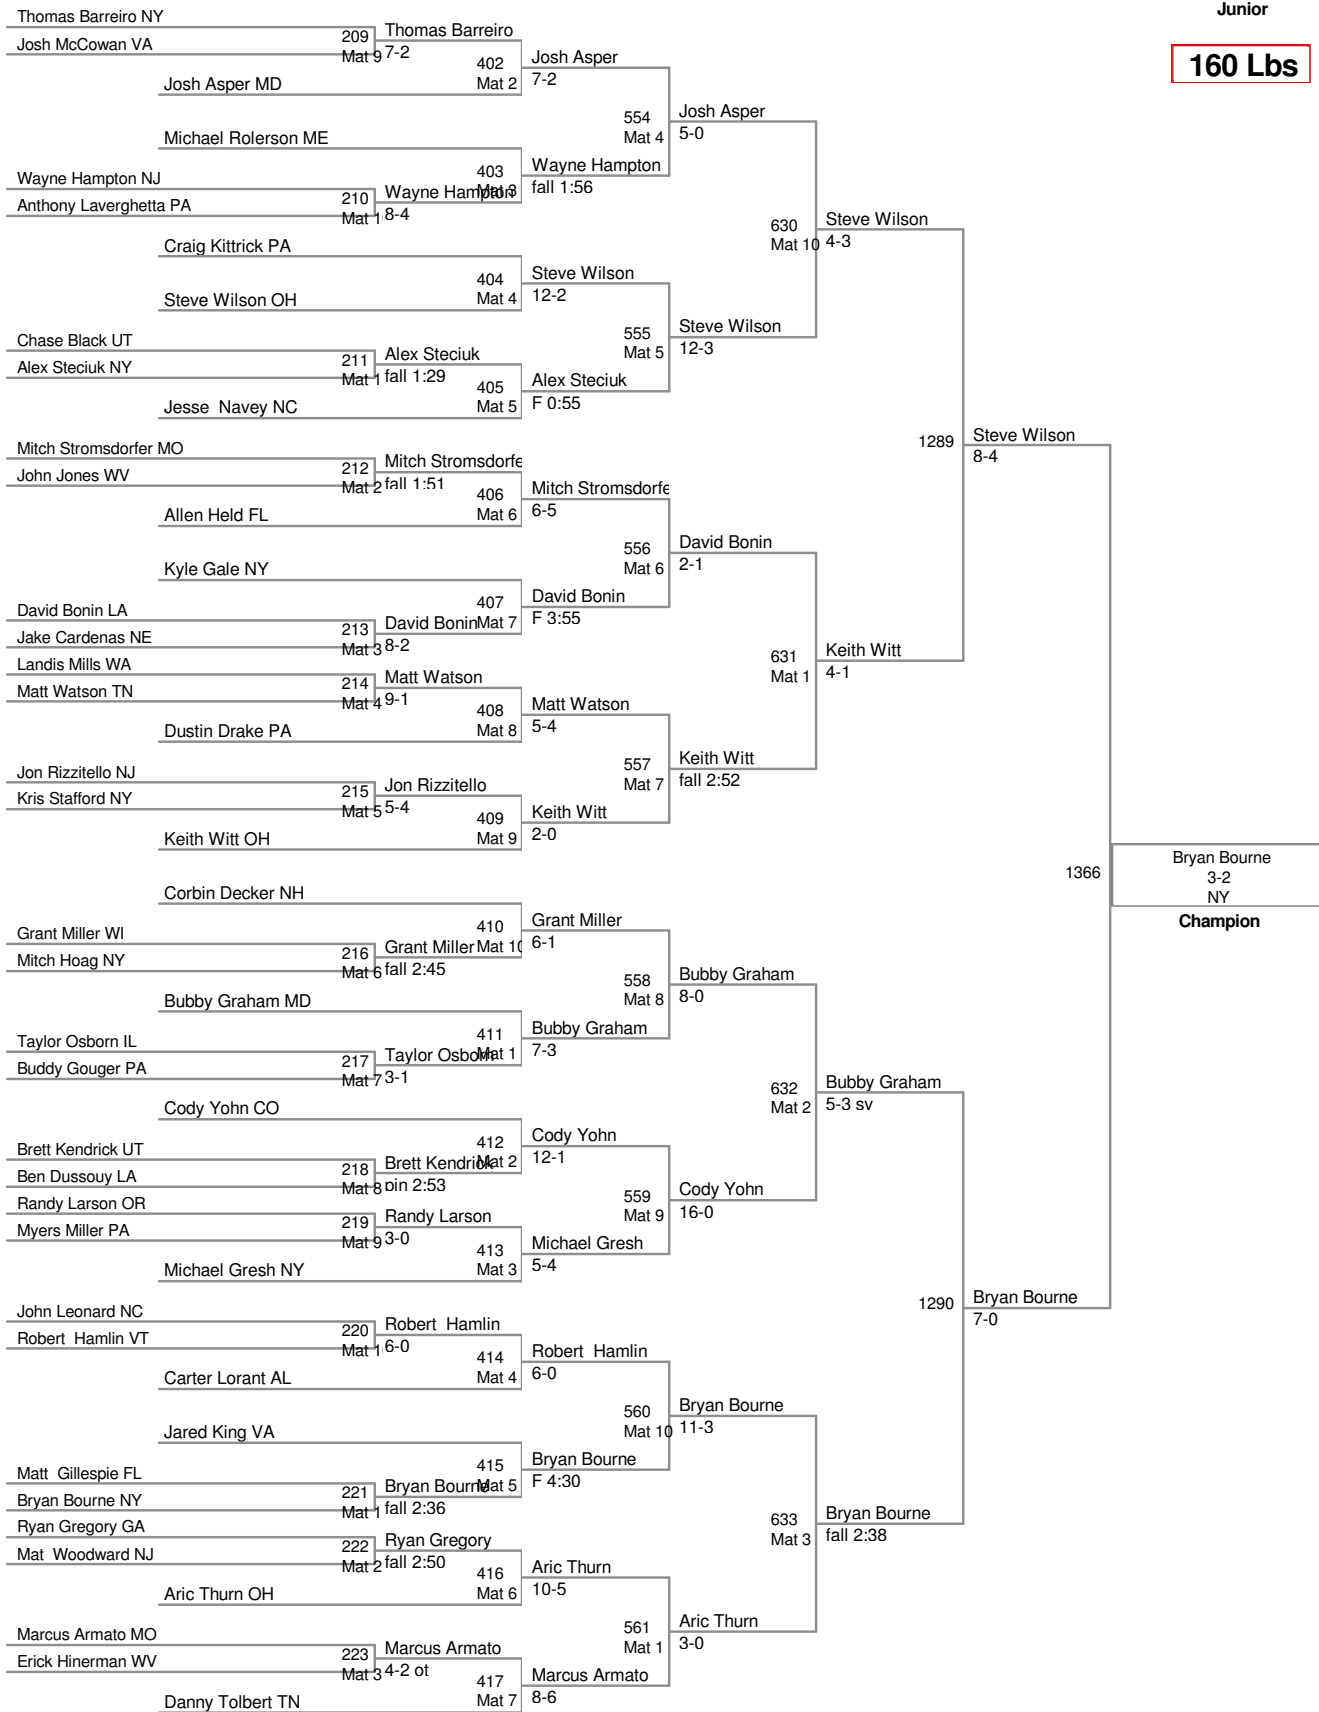 Junior
160 Lbs
Thomas Barreiro NY
Josh McCowan VA
209
Mat 9
Thomas Barreiro
7-2
Josh Asper MD
402
Mat 2
Josh Asper
7-2
Michael Rolerson ME
Wayne Hampton NJ
Anthony Laverghetta PA
210
Mat 1
Wayne Hampton
8-4
403
Mat 3
Wayne Hampton
fall 1:56
554
Mat 4
Josh Asper
5-0
Craig Kittrick PA
Steve Wilson OH
404
Mat 4
Steve Wilson
12-2
Chase Black UT
Alex Steciuk NY
211
Mat 1
Alex Steciuk
fall 1:29
Jesse  Navey NC
405
Mat 5
Alex Steciuk
F 0:55
555
Mat 5
Steve Wilson
12-3
630
Mat 10
Steve Wilson
4-3
Mitch Stromsdorfer MO
John Jones WV
212
Mat 2
Mitch Stromsdorfe
fall 1:51
Allen Held FL
406
Mat 6
Mitch Stromsdorfe
6-5
Kyle Gale NY
David Bonin LA
Jake Cardenas NE
213
Mat 3
David Bonin
8-2
407
Mat 7
David Bonin
F 3:55
556
Mat 6
David Bonin
2-1
Landis Mills WA
Matt Watson TN
214
Mat 4
Matt Watson
9-1
Dustin Drake PA
408
Mat 8
Matt Watson
5-4
Jon Rizzitello NJ
Kris Stafford NY
215
Mat 5
Jon Rizzitello
5-4
Keith Witt OH
409
Mat 9
Keith Witt
2-0
557
Mat 7
Keith Witt
fall 2:52
631
Mat 1
Keith Witt
4-1
1289
Steve Wilson
8-4
Corbin Decker NH
Grant Miller WI
Mitch Hoag NY
216
Mat 6
Grant Miller
fall 2:45
410
Mat 10
Grant Miller
6-1
Bubby Graham MD
Taylor Osborn IL
Buddy Gouger PA
217
Mat 7
Taylor Osborn
3-1
411
Mat 1
Bubby Graham
7-3
558
Mat 8
Bubby Graham
8-0
Cody Yohn CO
Brett Kendrick UT
Ben Dussouy LA
218
Mat 8
Brett Kendrick
pin 2:53
412
Mat 2
Cody Yohn
12-1
Randy Larson OR
Myers Miller PA
219
Mat 9
Randy Larson
3-0
Michael Gresh NY
413
Mat 3
Michael Gresh
5-4
559
Mat 9
Cody Yohn
16-0
632
Mat 2
Bubby Graham
5-3 sv
John Leonard NC
Robert  Hamlin VT
220
Mat 1
Robert  Hamlin
6-0
Carter Lorant AL
414
Mat 4
Robert  Hamlin
6-0
Jared King VA
Matt  Gillespie FL
Bryan Bourne NY
221
Mat 1
Bryan Bourne
fall 2:36
415
Mat 5
Bryan Bourne
F 4:30
560
Mat 10
Bryan Bourne
11-3
Ryan Gregory GA
Mat  Woodward NJ
222
Mat 2
Ryan Gregory
fall 2:50
Aric Thurn OH
416
Mat 6
Aric Thurn
10-5
Marcus Armato MO
Erick Hinerman WV
223
Mat 3
Marcus Armato
4-2 ot
Danny Tolbert TN
417
Mat 7
Marcus Armato
8-6
561
Mat 1
Aric Thurn
3-0
633
Mat 3
Bryan Bourne
fall 2:38
1290
Bryan Bourne
7-0
1366
Bryan Bourne
3-2
NY
Champion